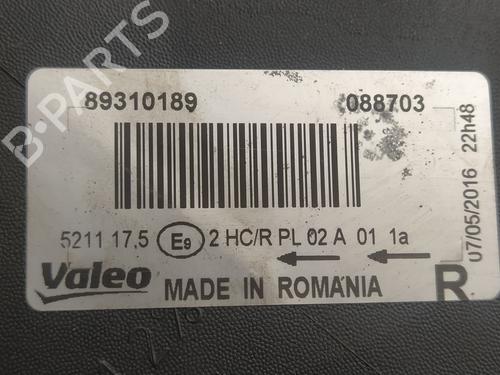 B-PARTS
89310189 088703
07/05/2016 22h48
5211 17,5 E9 2 HC/R PL 02 A 01 1a
Valeo MADE IN ROMÁNIA R